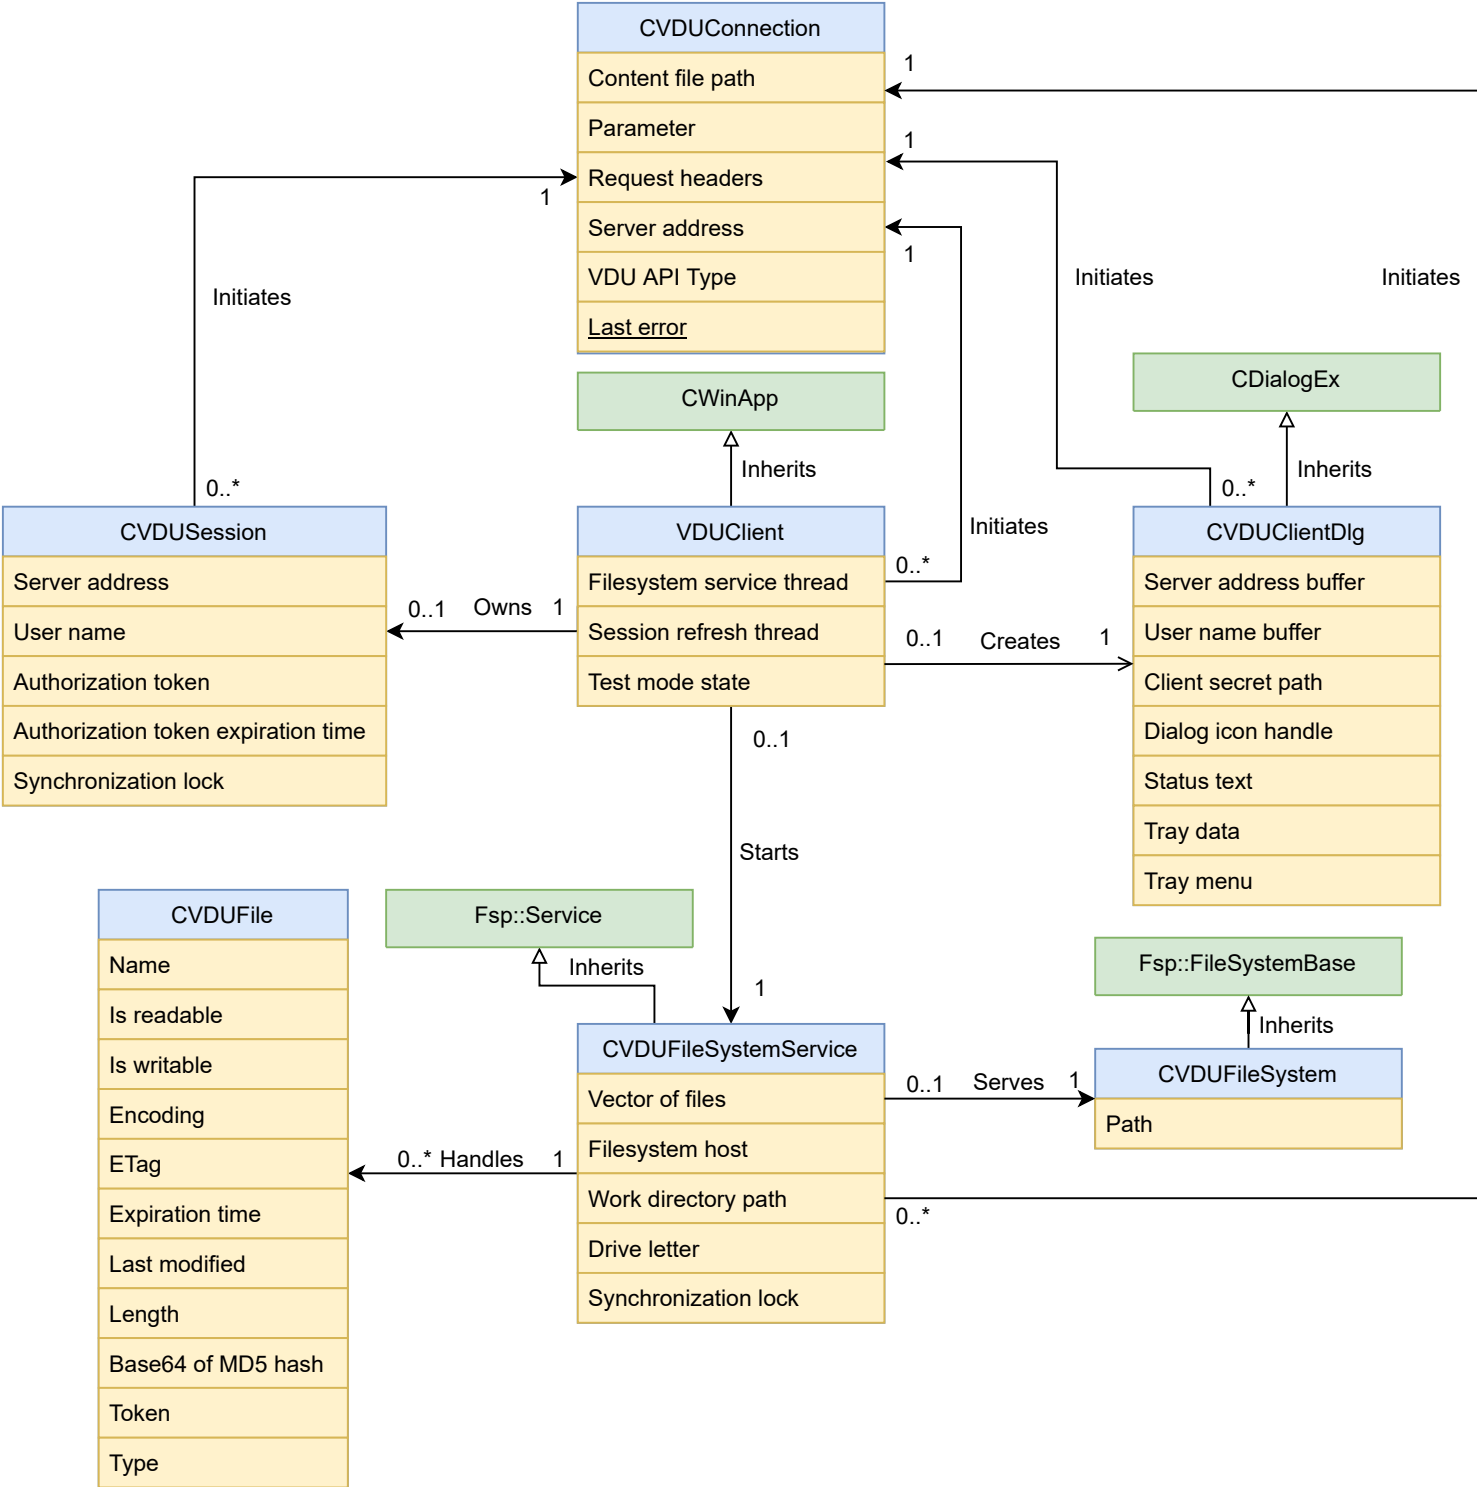 CVDUConnection
Content file path
Parameter
Request headers
Server address
VDU API Type
Last error
1
1
1
1
Initiates
Initiates
Initiates
CWinApp
Inherits
CDialogEx
Inherits
0..*
0..*
Initiates
CVDUSession
Server address
User name
Authorization token
Authorization token expiration time
Synchronization lock
0..1 Owns 1
VDUClient
Filesystem service thread
Session refresh thread
Test mode state
0..*
0..1 Creates 1
CVDUClientDlg
Server address buffer
User name buffer
Client secret path
Dialog icon handle
Status text
Tray data
Tray menu
0..1
Starts
1
CVDUFile
Name
Is readable
Is writable
Encoding
ETag
Expiration time
Last modified
Length
Base64 of MD5 hash
Token
Type
Fsp::Service
Inherits
Fsp::FileSystemBase
Inherits
CVDUFileSystemService
Vector of files
Filesystem host
Work directory path
Drive letter
Synchronization lock
0..1 Serves 1
CVDUFileSystem
Path
0..* Handles 1
0..*